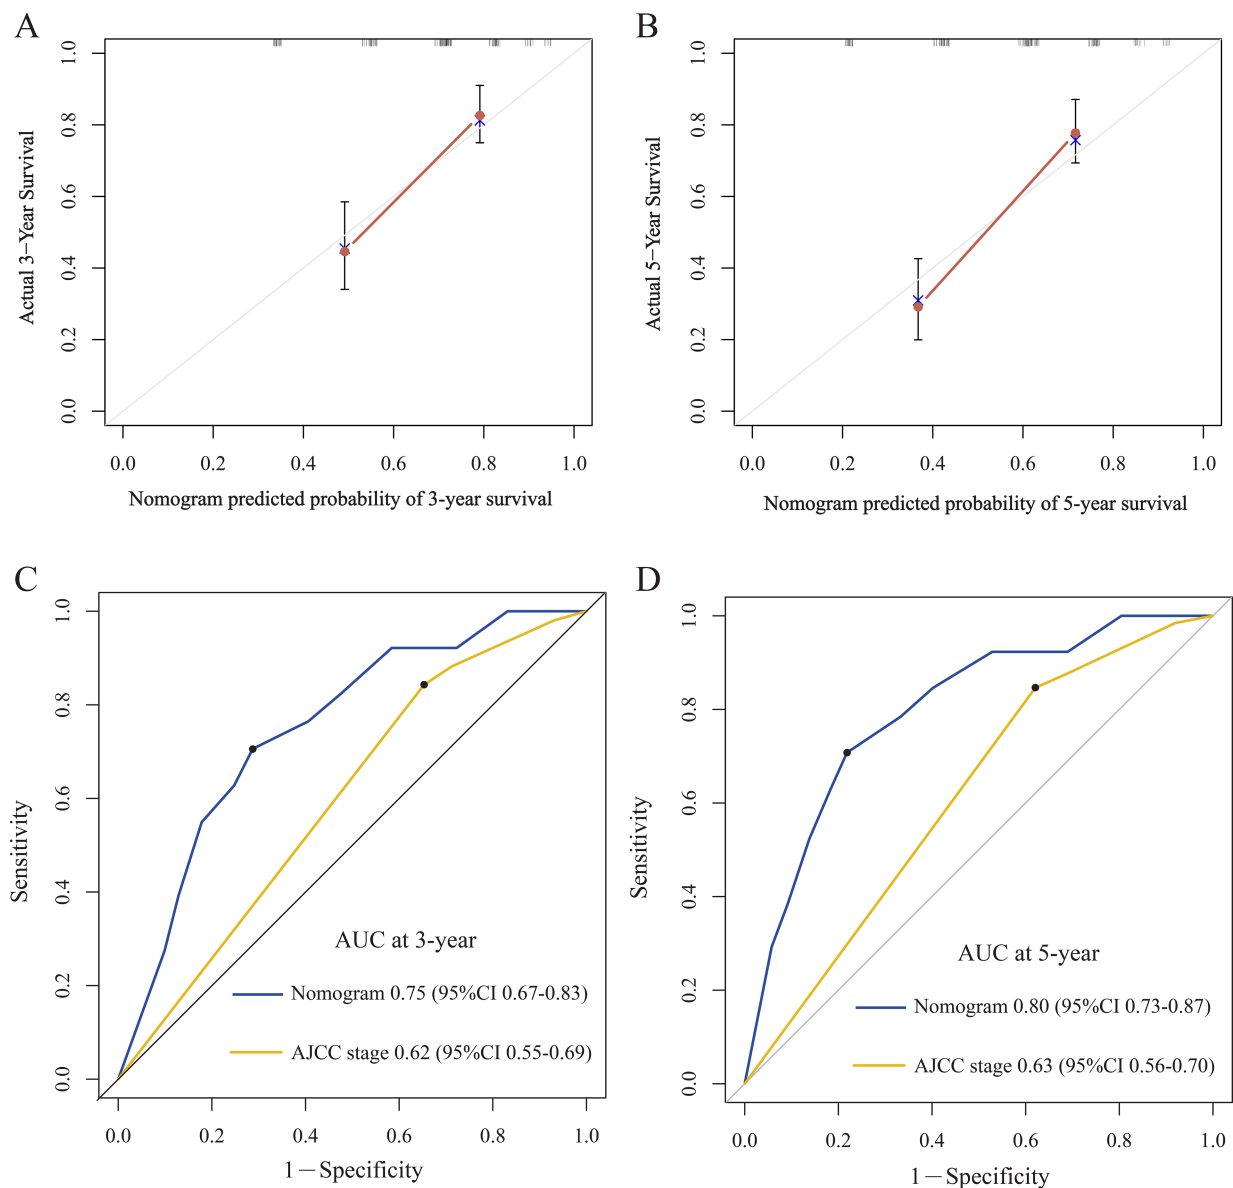 A
1.0
0.8
0.6
0.4
0.2
0.0
Actual 3−Year Survival
0.0 0.2 0.4 0.6 0.8 1.0
Nomogram predicted probability of 3-year survival
B
1.0
0.8
0.6
0.4
0.2
0.0
Actual 5−Year Survival
0.0 0.2 0.4 0.6 0.8 1.0
Nomogram predicted probability of 5-year survival
C
1.0
0.8
0.6
0.4
0.2
0.0
Sensitivity
AUC at 3-year
Nomogram 0.75 (95%CI 0.67-0.83)
AJCC stage 0.62 (95%CI 0.55-0.69)
0.0 0.2 0.4 0.6 0.8 1.0
1−Specificity
D
1.0
0.8
0.6
0.4
0.2
0.0
Sensitivity
AUC at 5-year
Nomogram 0.80 (95%CI 0.73-0.87)
AJCC stage 0.63 (95%CI 0.56-0.70)
0.0 0.2 0.4 0.6 0.8 1.0
1−Specificity